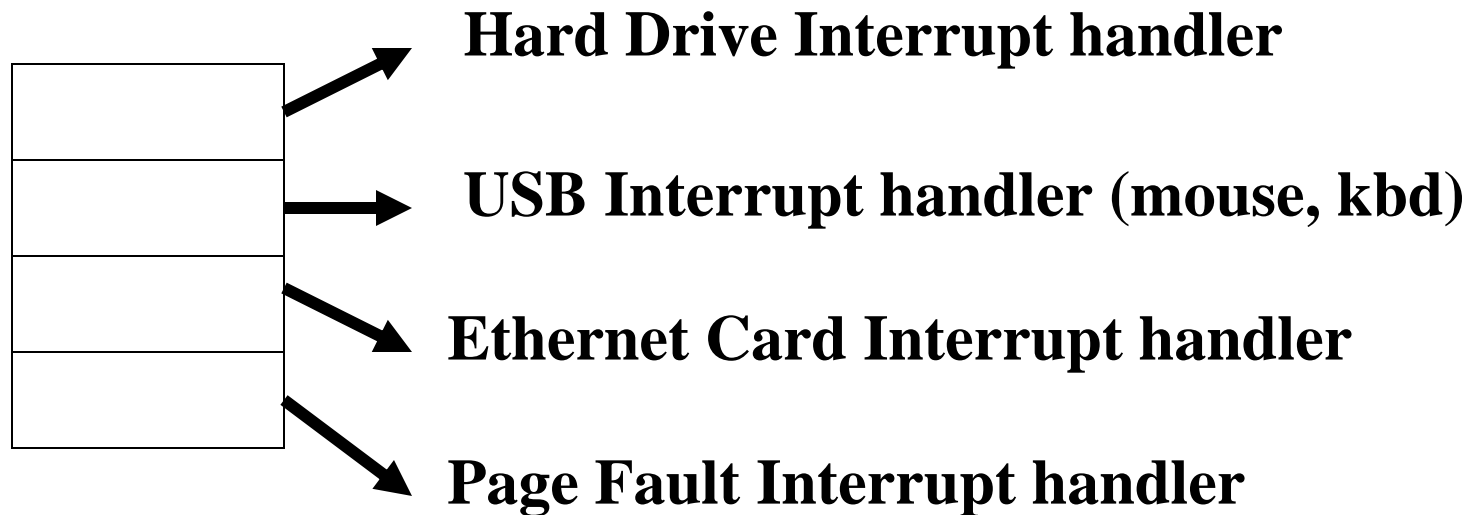 Hard Drive Interrupt handler
USB Interrupt handler (mouse, kbd)
Ethernet Card Interrupt handler
Page Fault Interrupt handler